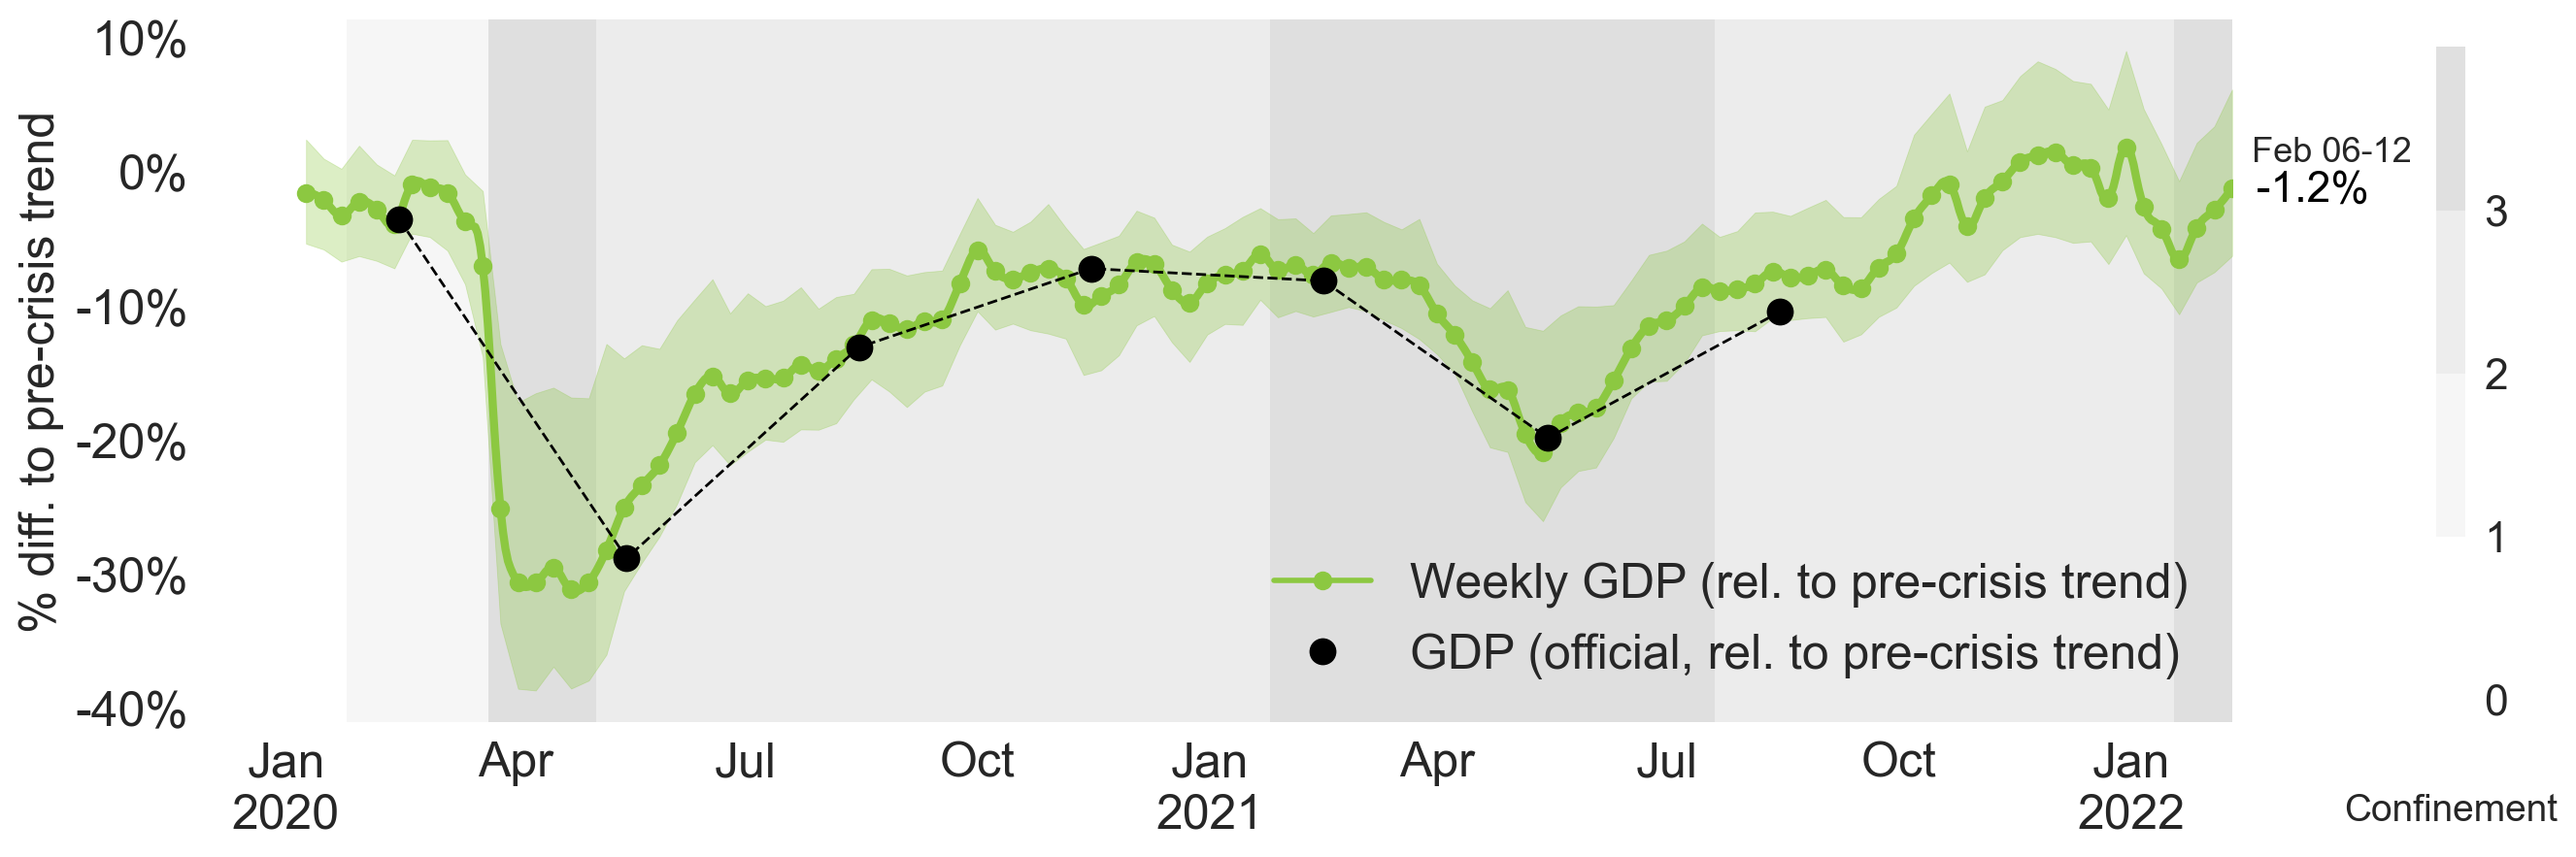 % diff. to pre-crisis trend
10%
0%
-10%
-20%
-30%
-40%
Jan
2020
Apr
Jul
Oct
Jan
2021
Apr
Jul
Oct
Jan
2022
Weekly GDP (rel. to pre-crisis trend)
GDP (official, rel. to pre-crisis trend)
Feb 06-12
-1.2%
3
2
1
0
Confinement